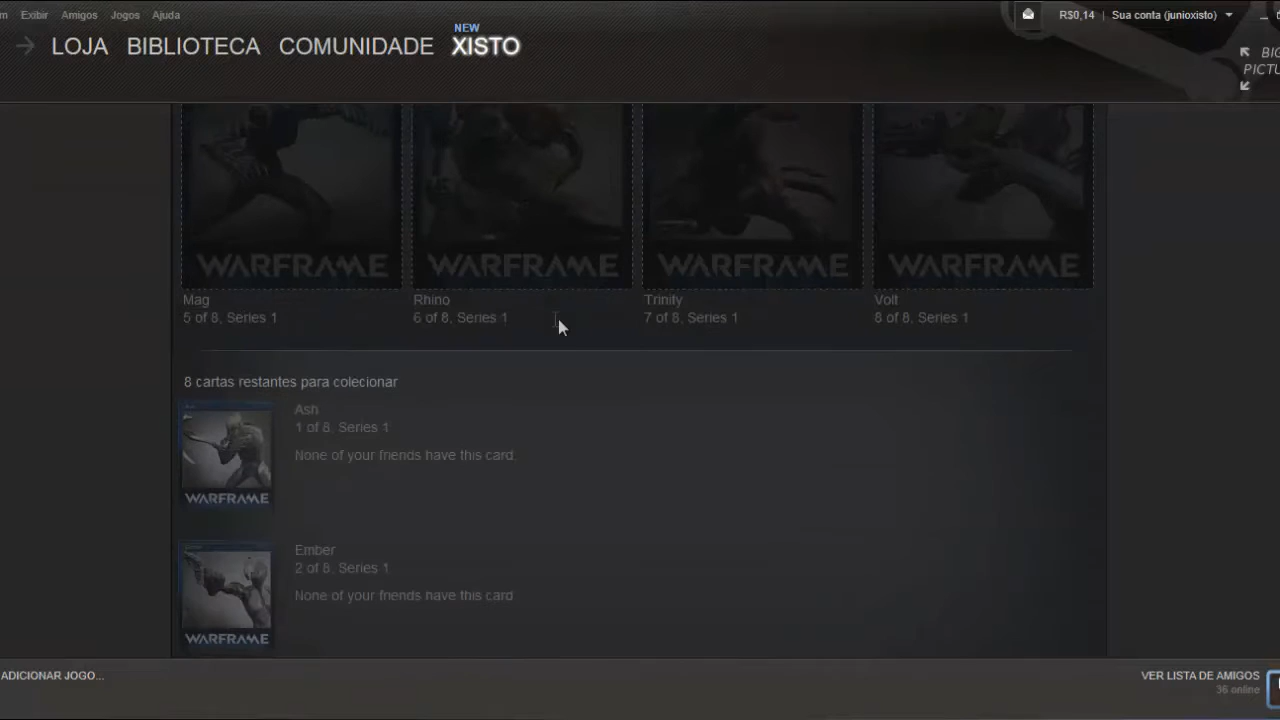 Exibir Amigos Jogos Ajuda
R$0,14 | Sua conta (junioxisto)
NEW
LOJA BIBLIOTECA COMUNIDADE XISTO
WARFRAME WARFRAME WARFRAME WARFRAME
Mag Rhino Trinity Volt
5 of 8, Series 1 6 of 8, Series 1 7 of 8, Series 1 8 of 8, Series 1
8 cartas restantes para colecionar
Ash
1 of 8, Series 1
None of your friends have this card.
WARFRAME
Ember
2 of 8, Series 1
None of your friends have this card.
WARFRAME
ADICIONAR JOGO...
VER LISTA DE AMIGOS
36 online